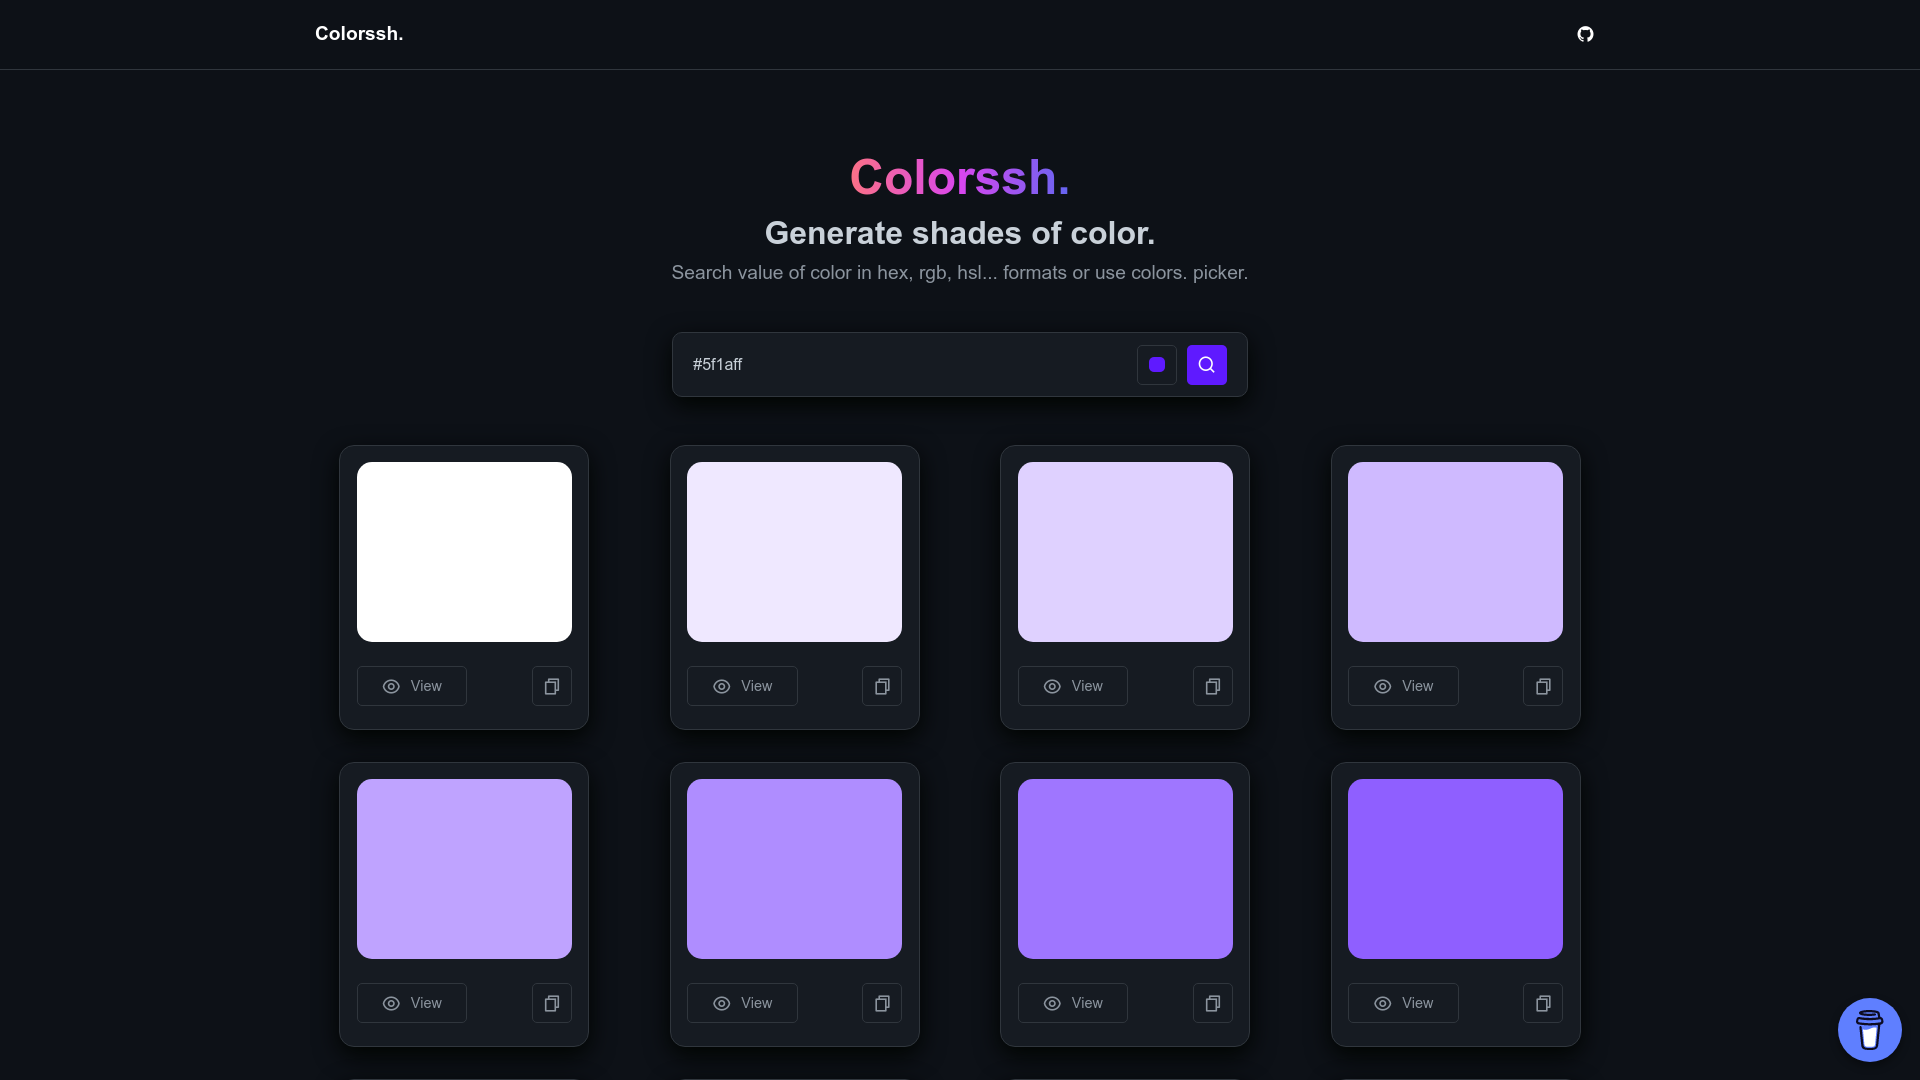 Colorssh.
Colorssh.
Generate shades of color.
Search value of color in hex, rgb, hsl... formats or use colors. picker.
#5f1aff
View
View
View
View
View
View
View
View